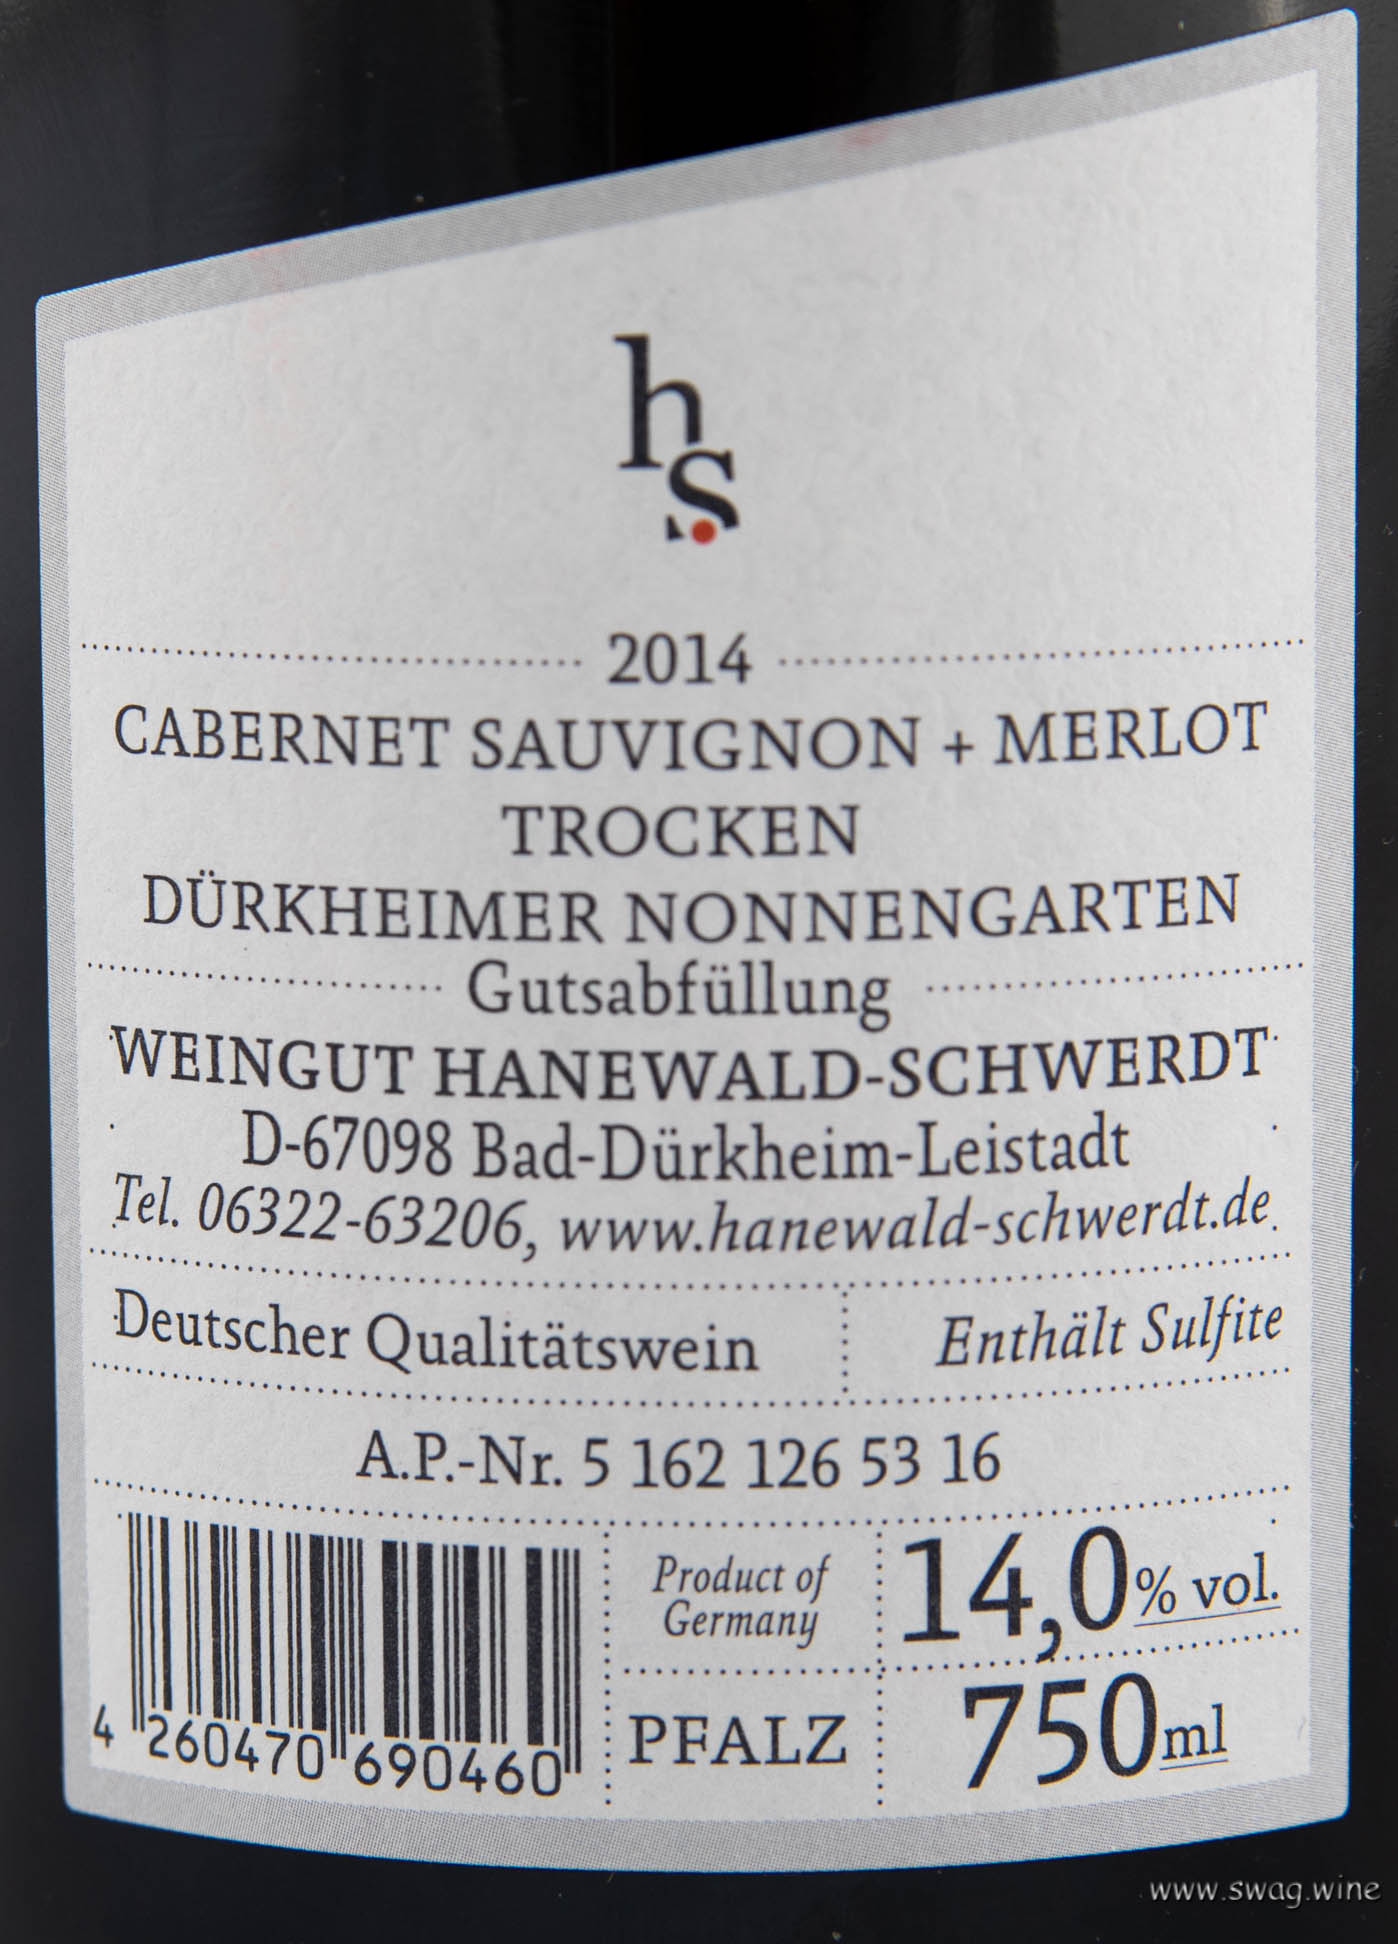 hs
2014
CABERNET SAUVIGNON + MERLOT
TROCKEN
DÜRKHEIMER NONNENGARTEN
Gutsabfüllung
WEINGUT HANEWALD-SCHWERDT
D-67098 Bad-Dürkheim-Leistadt
Tel. 06322-63206, www.hanewald-schwerdt.de
Deutscher Qualitätswein
Enthält Sulfite
A.P.-Nr. 5 162 126 53 16
Product of
Germany
14,0% vol.
PFALZ
750ml
4 260470 690460
www.swag.wine